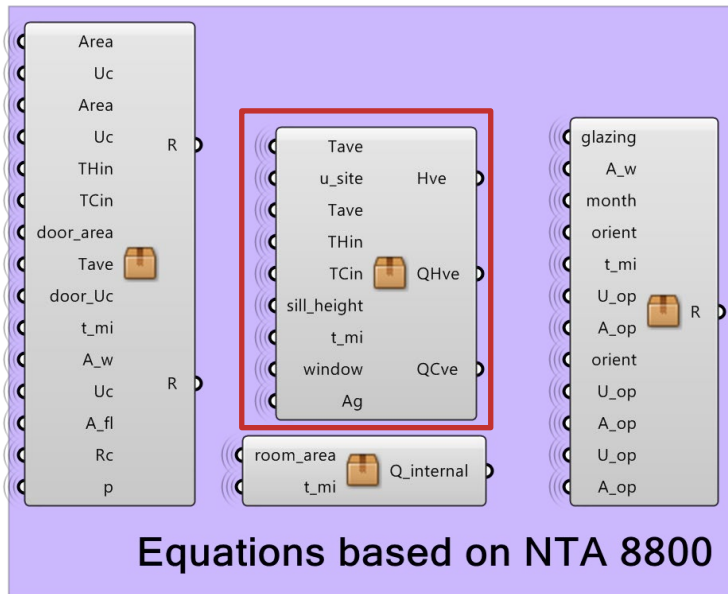 Area
Uc
Area
Uc
THin
TCin
door_area
Tave
door_Uc
t_mi
A_w
Uc
A_fl
Rc
p
R
R
Tave
u_site
Tave
THin
TCin
sill_height
t_mi
window
Ag
Hve
QHve
QCve
room_area
t_mi
Q_internal
glazing
A_w
month
orient
t_mi
U_op
A_op
orient
U_op
A_op
U_op
A_op
R
Equations based on NTA 8800